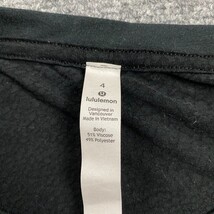 4
lululemon
Designed in
Vancouver
Made in Vietnam
Body:
51% Viscose
49% Polyester